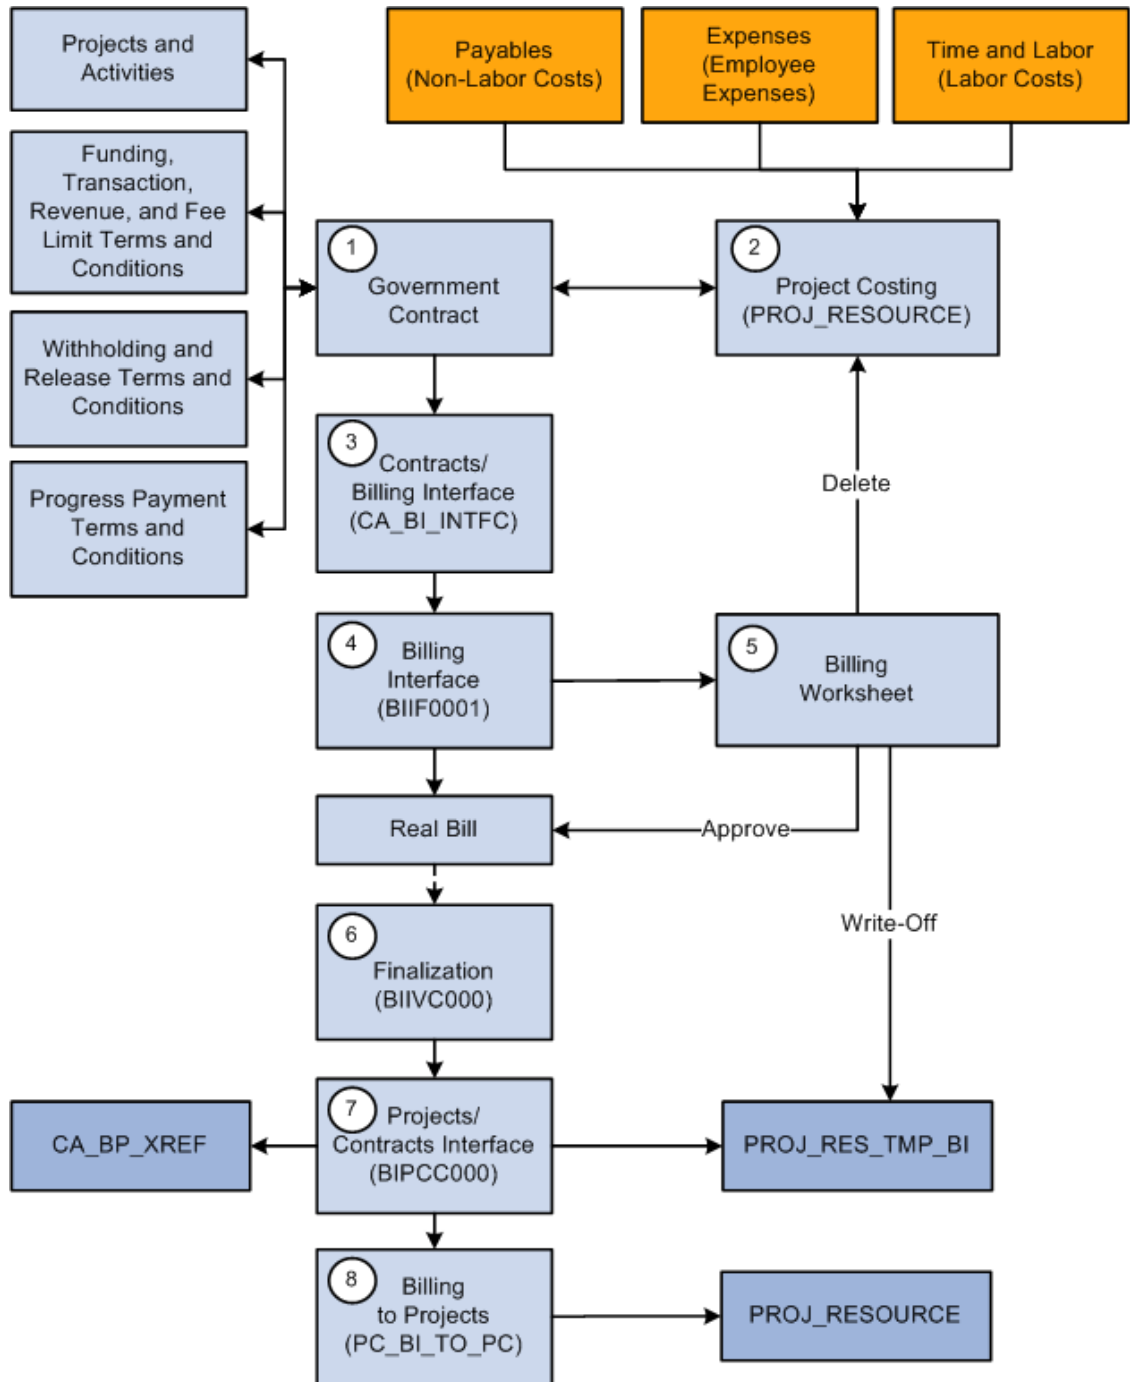 Projects and
Activities
Payables
(Non-Labor Costs)
Expenses
(Employee
Expenses)
Time and Labor
(Labor Costs)
Funding,
Transaction,
Revenue, and Fee
Limit Terms and
Conditions
1
Government
Contract
2
Project Costing
(PROJ_RESOURCE)
Withholding and
Release Terms and
Conditions
Progress Payment
Terms and
Conditions
3
Contracts/
Billing Interface
(CA_BI_INTFC)
Delete
4
Billing
Interface
(BIIF0001)
5
Billing
Worksheet
Real Bill
Approve
Write-Off
6
Finalization
(BIIVC000)
CA_BP_XREF
7
Projects/
Contracts Interface
(BIPCC000)
PROJ_RES_TMP_BI
8
Billing
to Projects
(PC_BI_TO_PC)
PROJ_RESOURCE